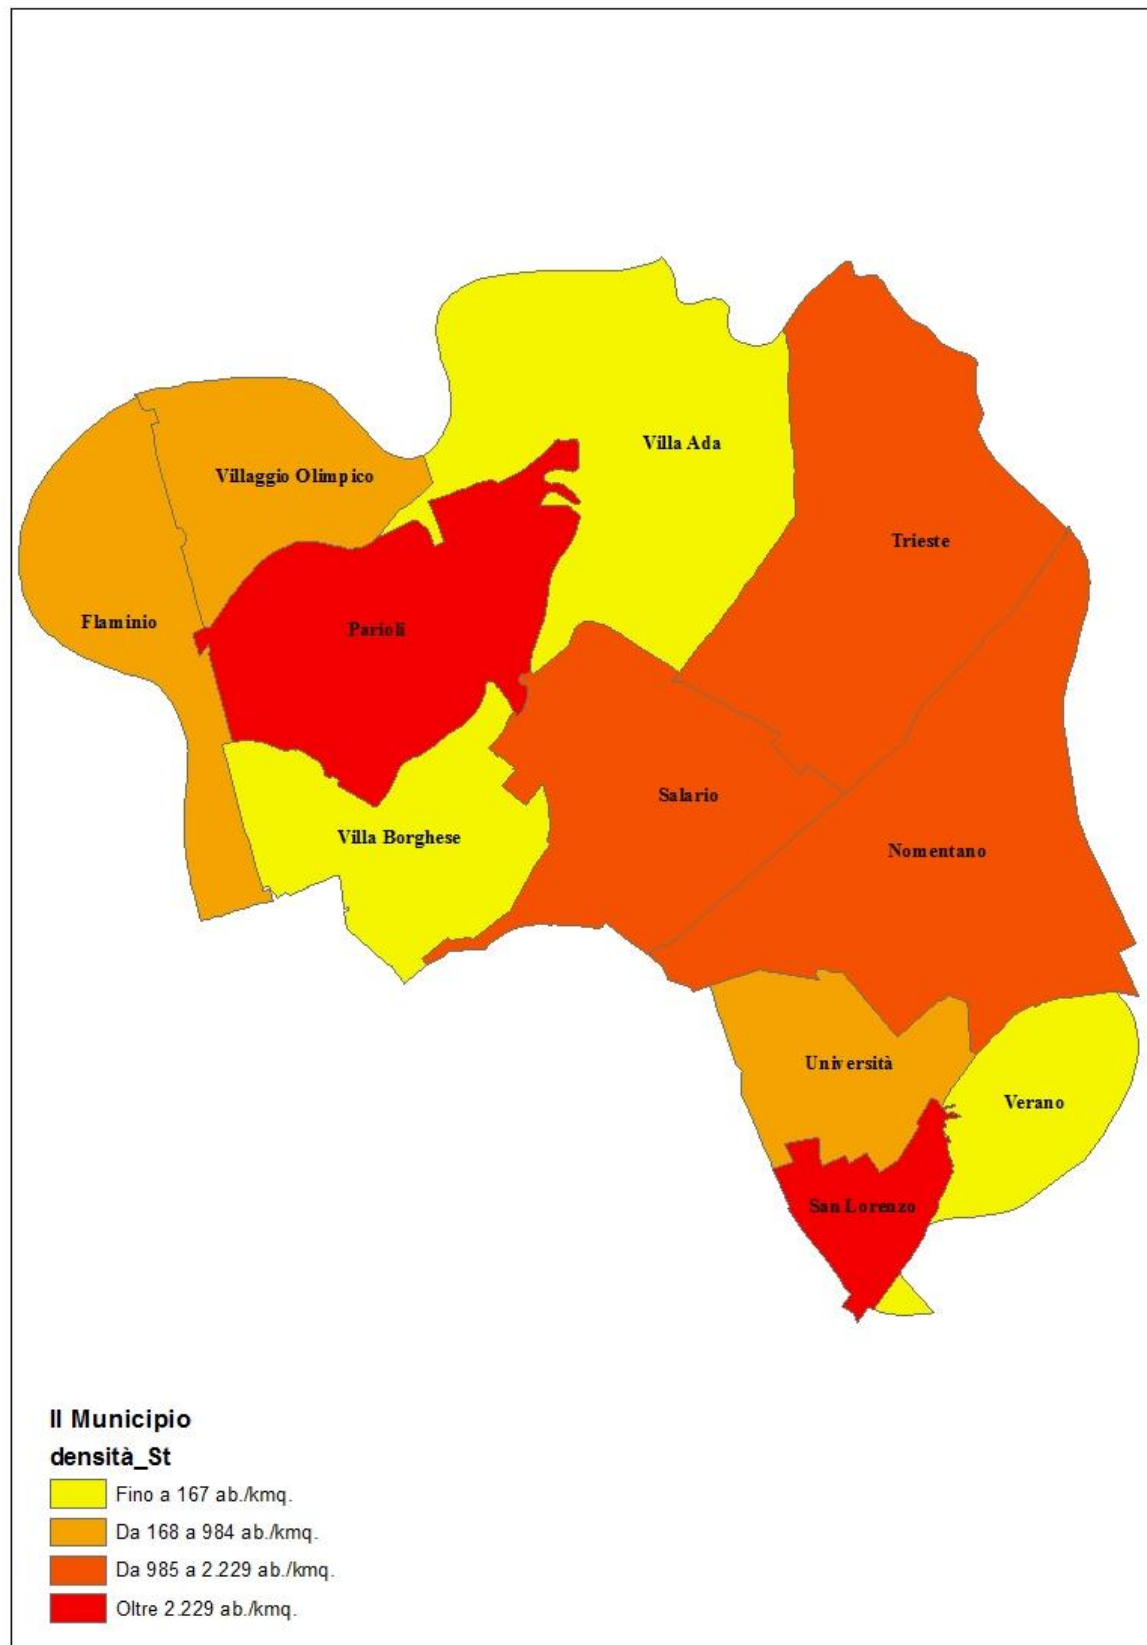 Villa Ada
Villaggio Olimpico
Trieste
Flaminio
Parioli
Salario
Villa Borghese
Nomentano
Università
Verano
San Lorenzo
II Municipio
densità_St
Fino a 167 ab./kmq.
Da 168 a 984 ab./kmq.
Da 985 a 2.229 ab./kmq.
Oltre 2.229 ab./kmq.